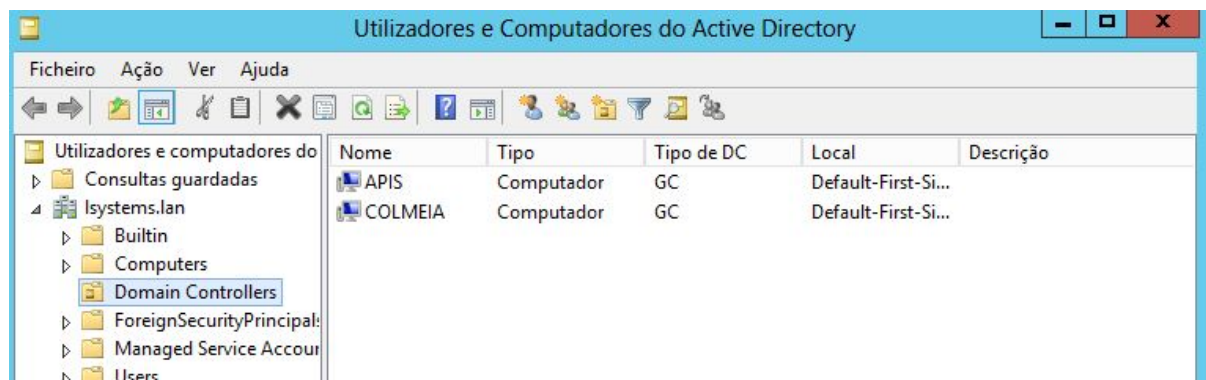 Utilizadores e Computadores do Active Directory
Ficheiro Ação Ver Ajuda
Utilizadores e computadores do
Consultas guardadas
lsystems.lan
Builtin
Computers
Domain Controllers
ForeignSecurityPrincipals
Managed Service Accour
Users
Nome Tipo Tipo de DC Local Descrição
APIS Computador GC Default-First-Si...
COLMEIA Computador GC Default-First-Si...